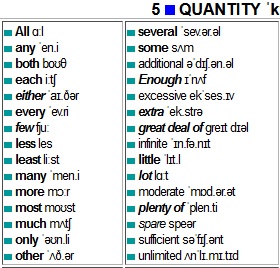 5 ■ QUANTITY ˈk
All ɑːl
any ˈen.i
both boʊθ
each iːtʃ
either ˈaɪ.ðər
every ˈev.ri
few fjuː
less les
least liːst
many ˈmen.i
more mɔːr
most moʊst
much mʌtʃ
only ˈəʊn.li
other ˈʌð.ər
several ˈsev.ər.əl
some sʌm
additional əˈdɪʃ.ən.əl
Enough ɪˈnʌf
excessive ekˈses.ɪv
extra ˈek.strə
great deal of greɪt dɪəl
infinite ˈɪn.fə.nɪt
little ˈlɪt.l
lot lɑːt
moderate ˈmɒd.ər.ət
plenty of ˈplen.ti
spare speər
sufficient səˈfɪʃ.ənt
unlimited ʌnˈlɪ.mɪ.tɪd